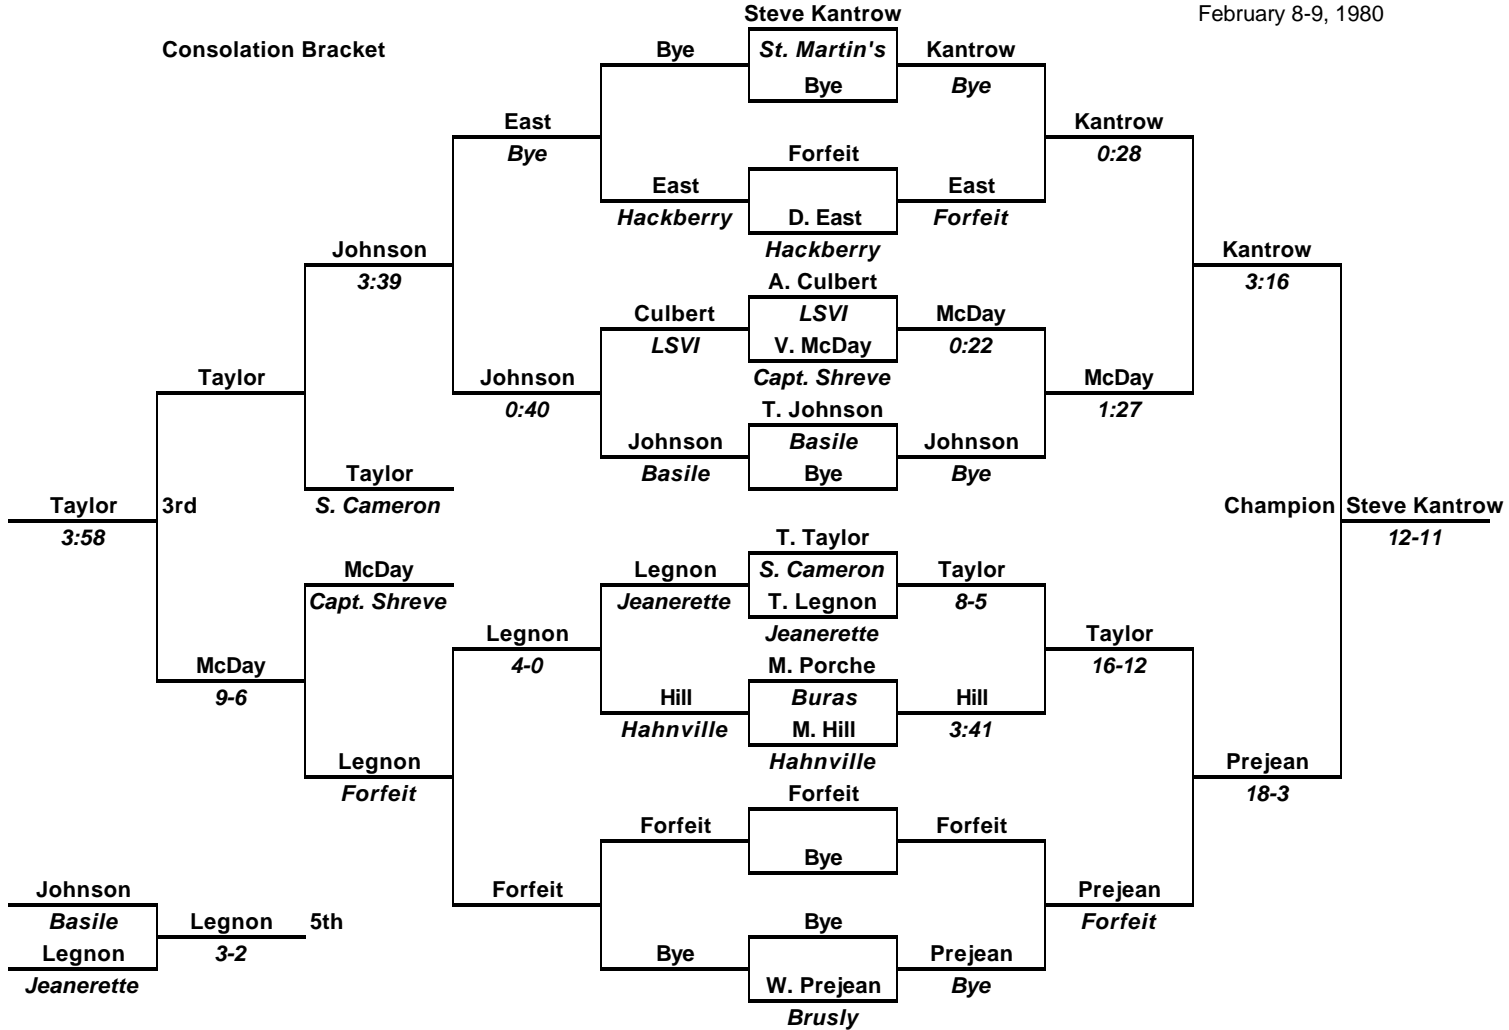 Steve Kantrow
February 8-9, 1980
Consolation Bracket
Bye
St. Martin's
Kantrow
Bye
Bye
East
Kantrow
Bye
Forfeit
0:28
East
East
Hackberry
D. East
Forfeit
Johnson
Hackberry
Kantrow
3:39
A. Culbert
3:16
Culbert
LSVI
McDay
LSVI
V. McDay
0:22
Taylor
Johnson
Capt. Shreve
McDay
0:40
T. Johnson
1:27
Johnson
Basile
Johnson
Taylor
Basile
Bye
Bye
Taylor
3rd
S. Cameron
Champion
Steve Kantrow
3:58
T. Taylor
12-11
McDay
Legnon
S. Cameron
Taylor
Capt. Shreve
Jeanerette
T. Legnon
8-5
Legnon
Jeanerette
Taylor
McDay
4-0
M. Porche
16-12
9-6
Hill
Buras
Hill
Hahnville
M. Hill
3:41
Legnon
Hahnville
Prejean
Forfeit
Forfeit
18-3
Forfeit
Forfeit
Bye
Johnson
Forfeit
Prejean
Basile
Legnon
5th
Bye
Forfeit
Legnon
3-2
Bye
Prejean
Jeanerette
W. Prejean
Bye
Brusly